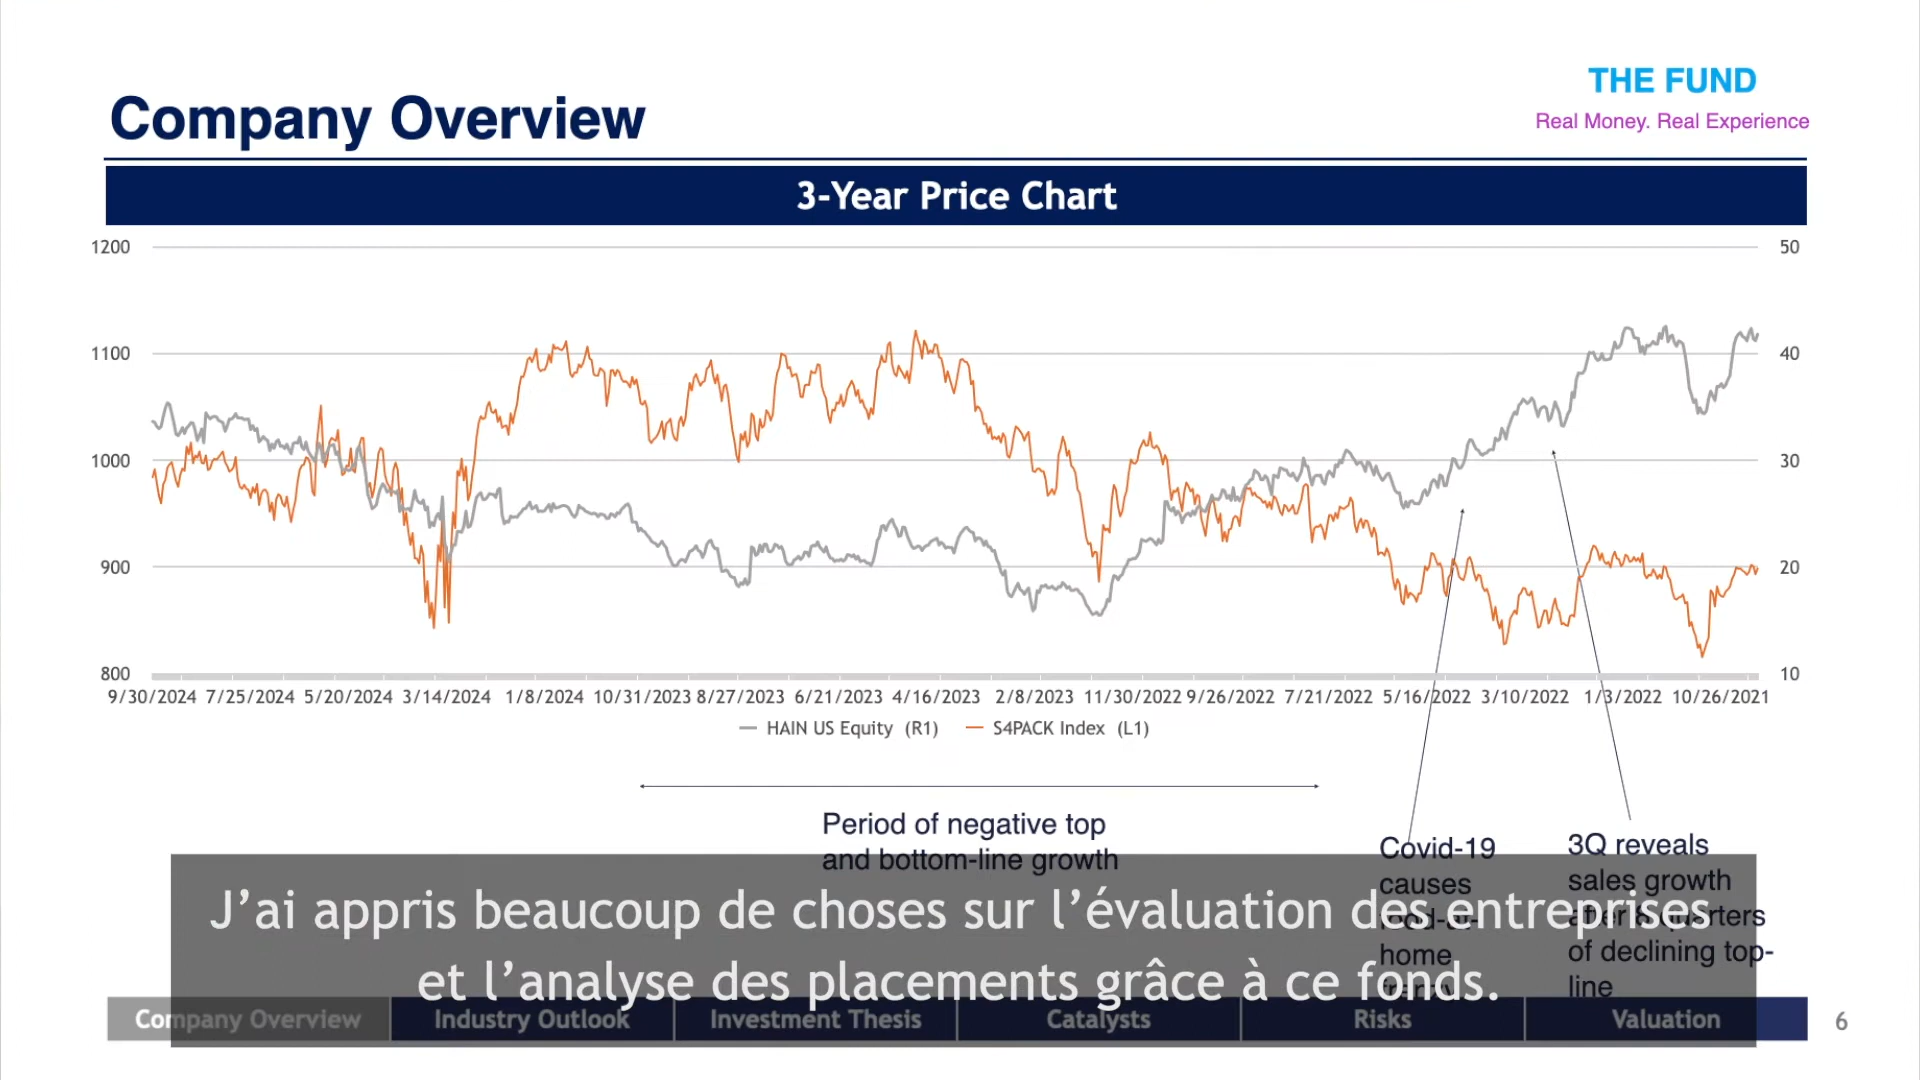 THE FUND
Company Overview
Real Money. Real Experience
3-Year Price Chart
1200
50
1100
40
1000
30
900
20
800
10
9/30/2024 7/25/2024 5/20/2024 3/14/2024 1/8/2024 10/31/2023 8/27/2023 6/21/2023 4/16/2023 2/8/2023 11/30/2022 9/26/2022 7/21/2022 5/16/2022 3/10/2022 1/3/2022 10/26/2021
HAIN US Equity (R1) S4PACK Index (L1)
Period of negative top
and bottom-line growth
Covid-19
causes
food-at-
home
frenzy
3Q reveals
sales growth
after 8 quarters
of declining top-
line
J’ai appris beaucoup de choses sur l’évaluation des entreprises
et l’analyse des placements grâce à ce fonds.
Company Overview Industry Outlook Investment Thesis Catalysts Risks Valuation
6